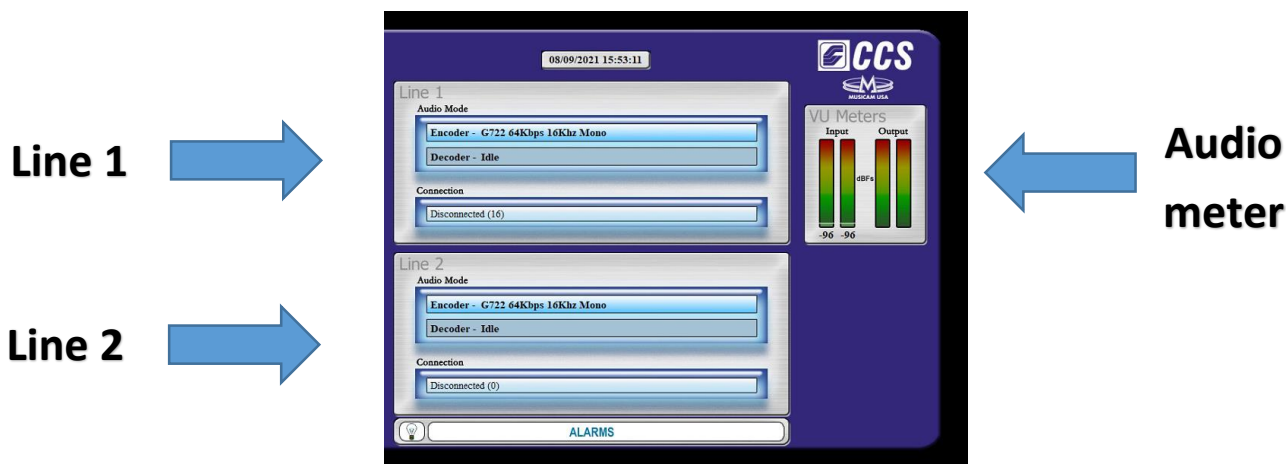 08/09/2021 15:53:11
CCS
MUSICAM USA
Line 1
Audio Mode
Encoder - G722 64Kbps 16Khz Mono
Decoder - Idle
Connection
Disconnected (16)
VU Meters
Input Output
dBFs
-96 -96
Line 2
Audio Mode
Encoder - G722 64Kbps 16Khz Mono
Decoder - Idle
Connection
Disconnected (0)
ALARMS
Line 1
Line 2
Audio
meter